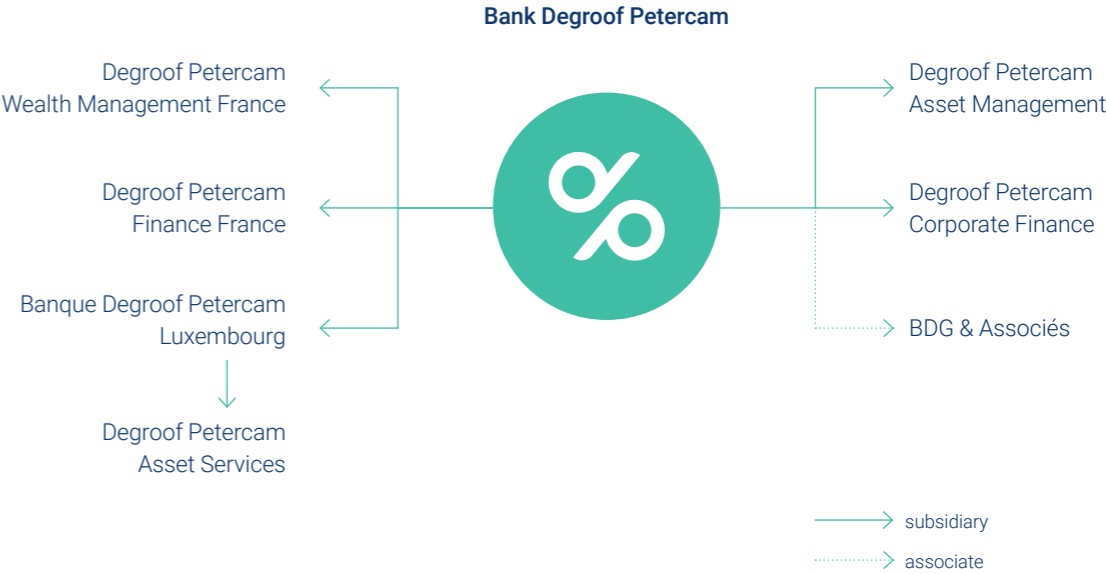 Bank Degroof Petercam
Degroof Petercam
Wealth Management France
Degroof Petercam
Finance France
Banque Degroof Petercam
Luxembourg
Degroof Petercam
Asset Services
Degroof Petercam
Asset Management
Degroof Petercam
Corporate Finance
BDG & Associés
subsidiary
associate